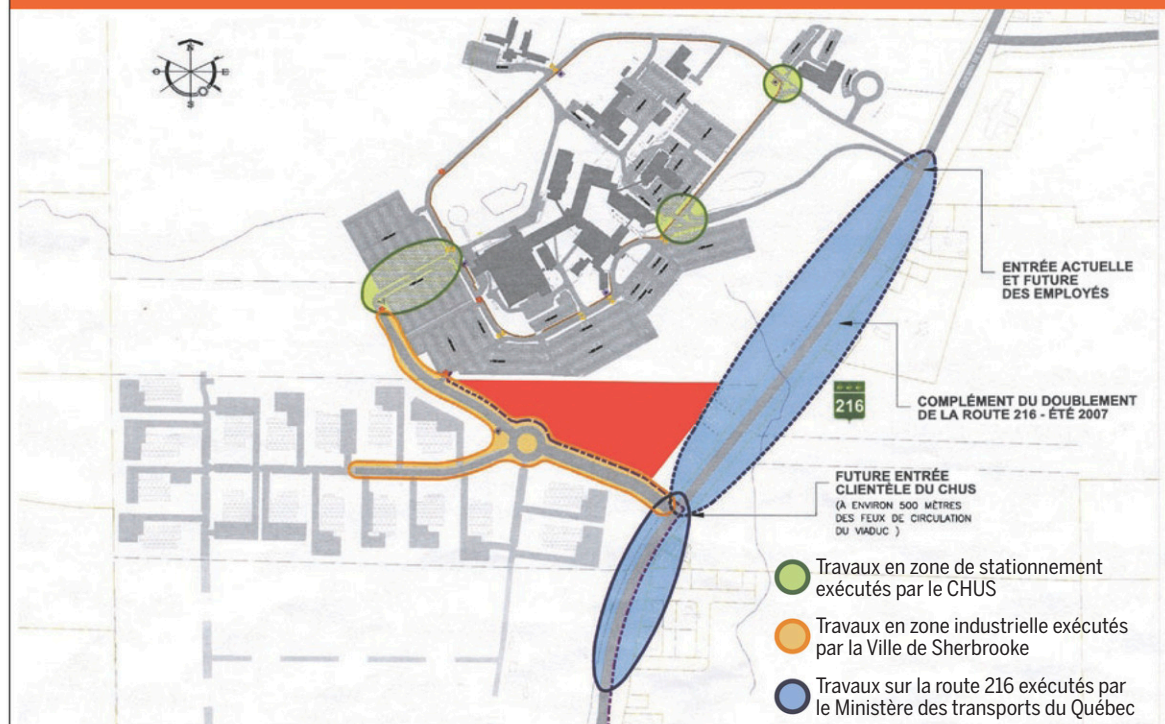 N
O
E
S
ENTRÉE ACTUELLE
ET FUTURE
DES EMPLOYÉS
216
COMPLÉMENT DU DOUBLEMENT
DE LA ROUTE 216 - ÉTÉ 2007
FUTURE ENTRÉE
CLIENTÈLE DU CHUS
(À ENVIRON 500 MÈTRES
DES FEUX DE CIRCULATION
DU VIADUC )
Travaux en zone de stationnement
exécutés par le CHUS
Travaux en zone industrielle exécutés
par la Ville de Sherbrooke
Travaux sur la route 216 exécutés par
le Ministère des transports du Québec